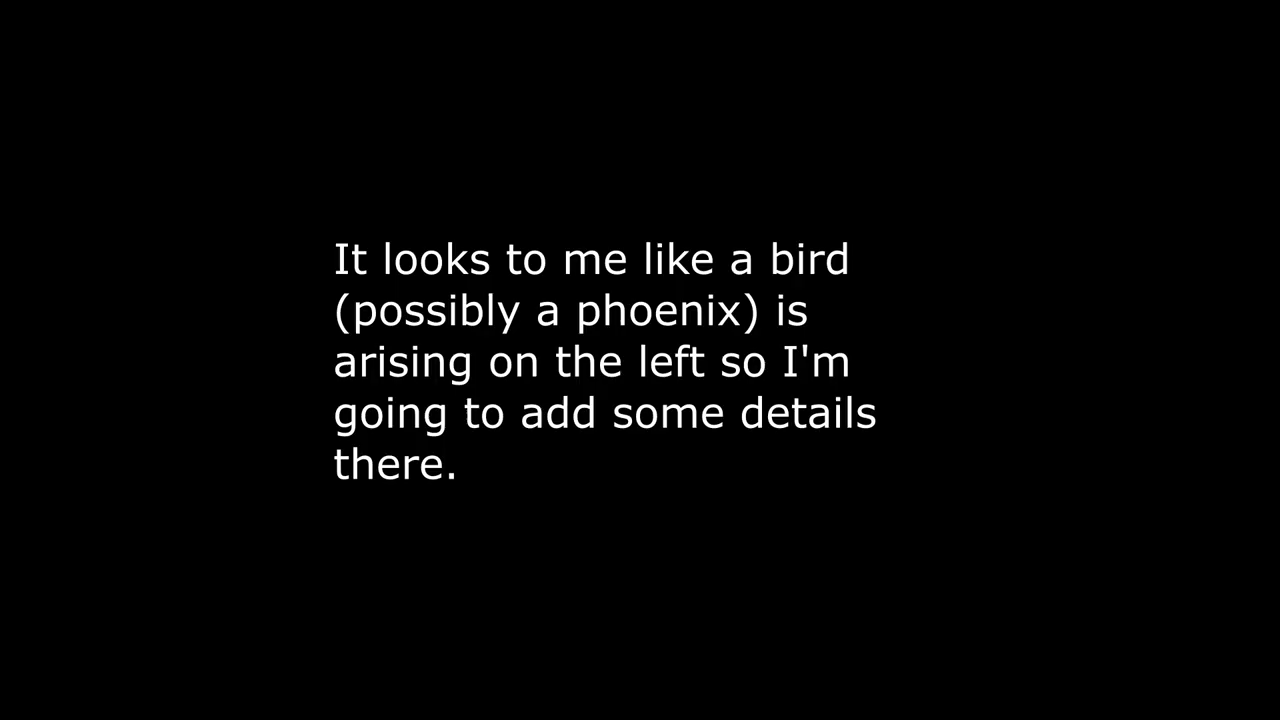 It looks to me like a bird
(possibly a phoenix) is
arising on the left so I'm
going to add some details
there.